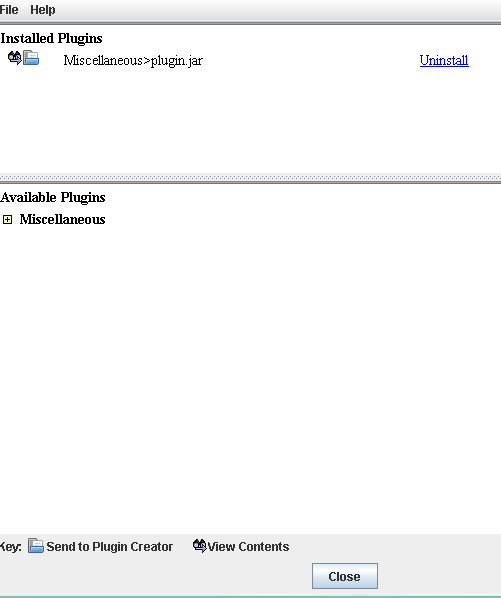 File Help
Installed Plugins
Miscellaneous>plugin.jar Uninstall
Available Plugins
Miscellaneous
Key: Send to Plugin Creator View Contents
Close